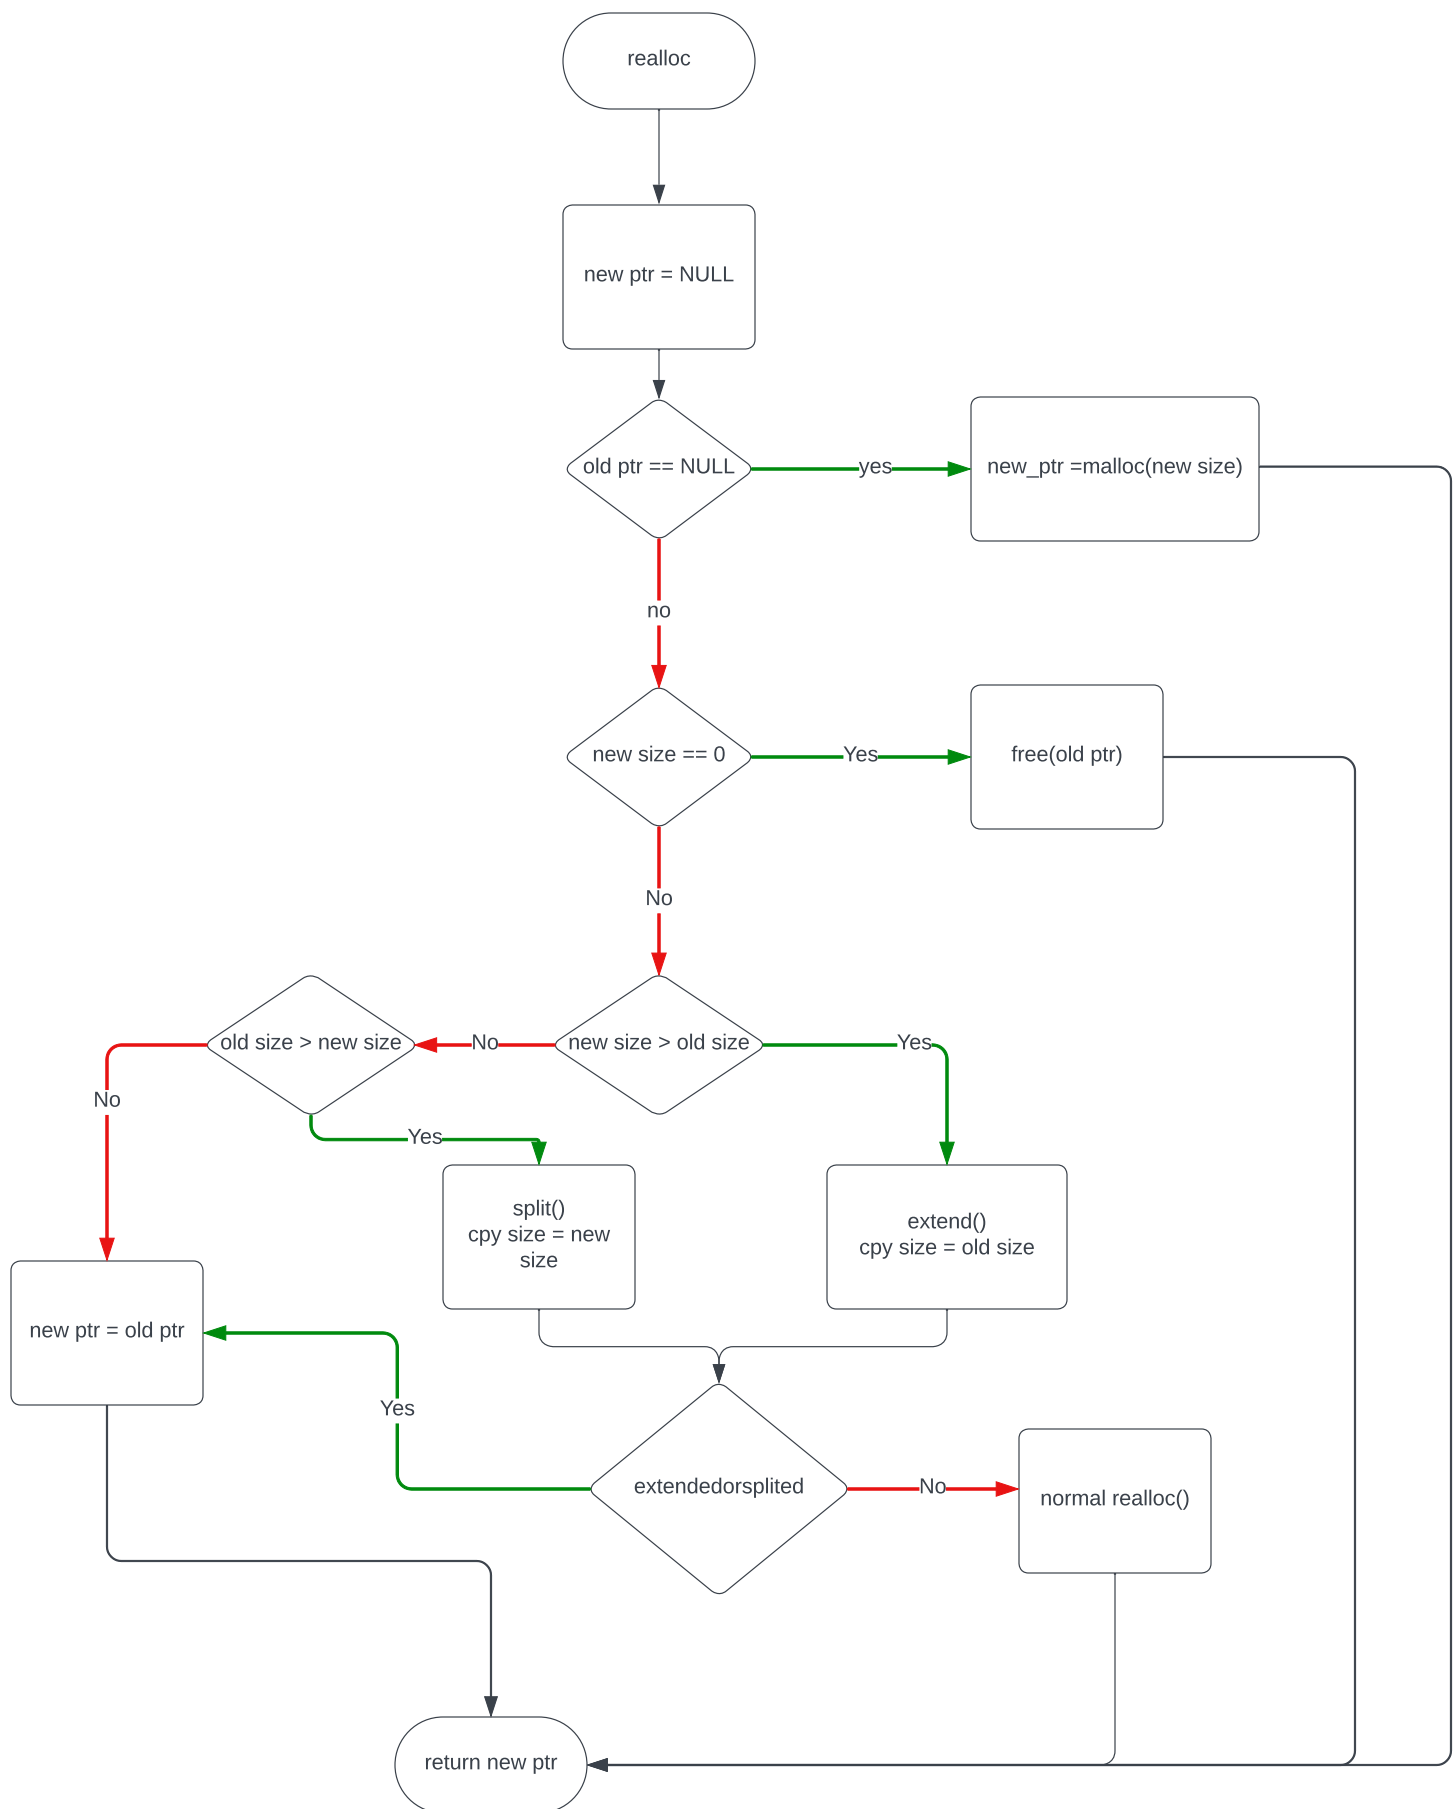 realloc
new ptr = NULL
old ptr == NULL
yes
new_ptr =malloc(new size)
no
new size == 0
Yes
free(old ptr)
No
old size > new size
No
new size > old size
Yes
No
Yes
split()
cpy size = new
size
extend()
cpy size = old size
new ptr = old ptr
Yes
extendedorsplited
No
normal realloc()
return new ptr